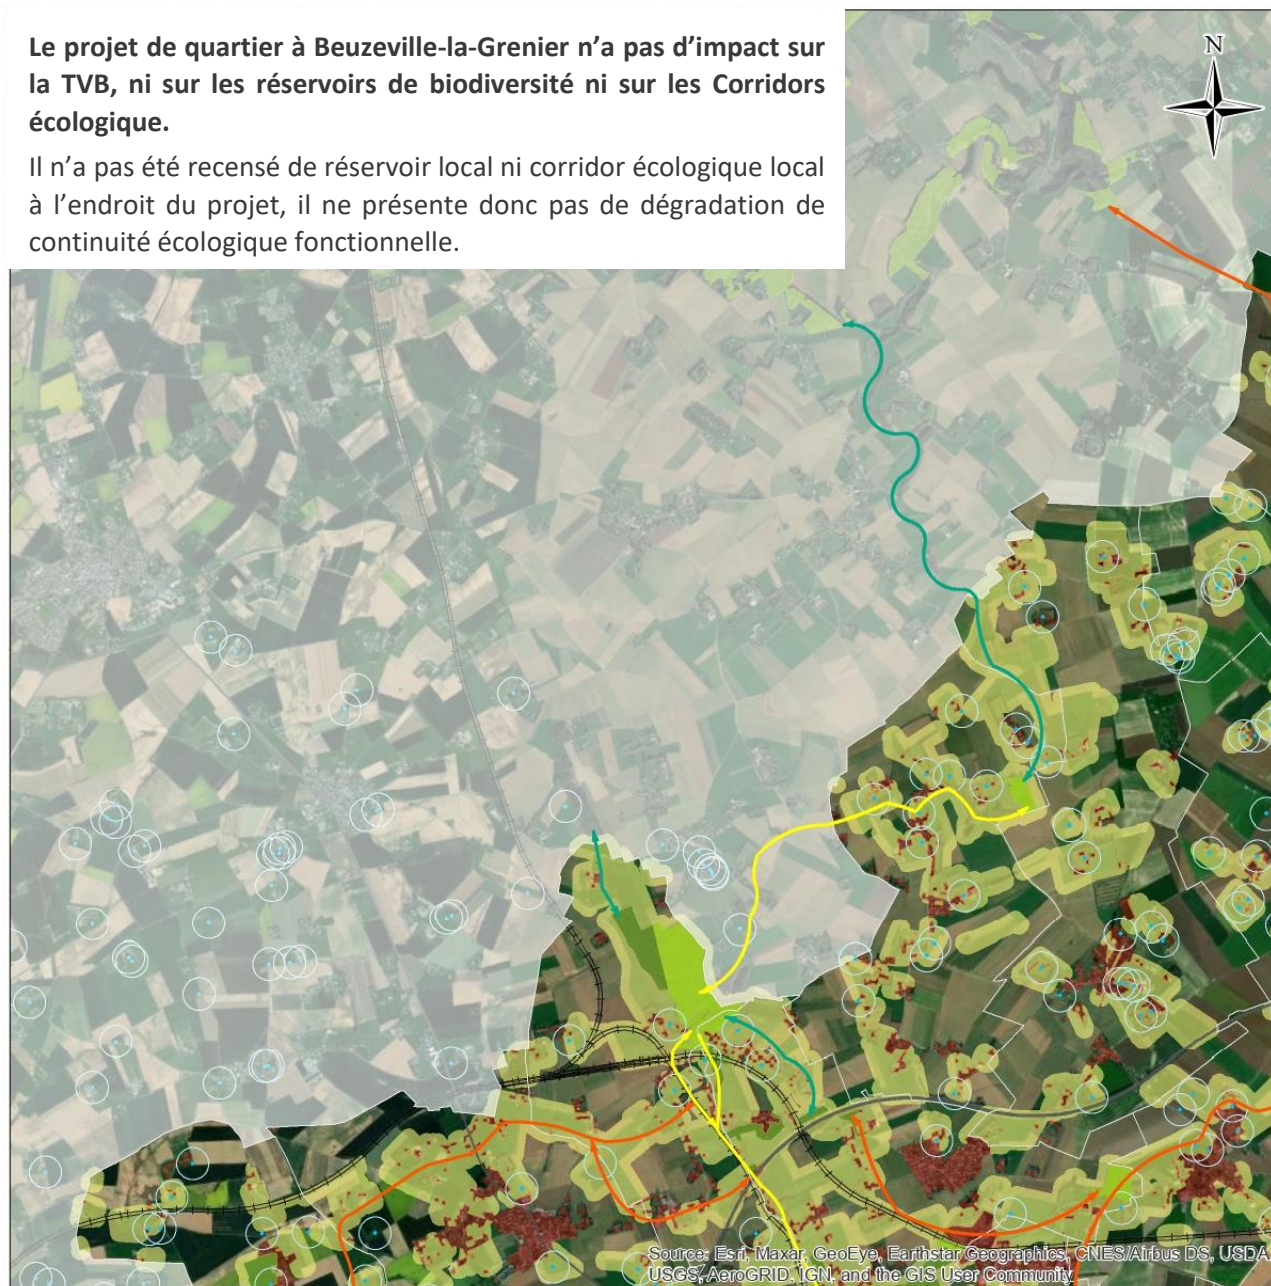 Le projet de quartier à Beuzeville-la-Grenier n’a pas d’impact sur
la TVB, ni sur les réservoirs de biodiversité ni sur les Corridors
écologique.
Il n’a pas été recensé de réservoir local ni corridor écologique local
à l’endroit du projet, il ne présente donc pas de dégradation de
continuité écologique fonctionnelle.
N
Source: Esri, Maxar, GeoEye, Earthstar Geographics, CNES/Airbus DS, USDA,
USGS, AeroGRID, IGN, and the GIS User Community